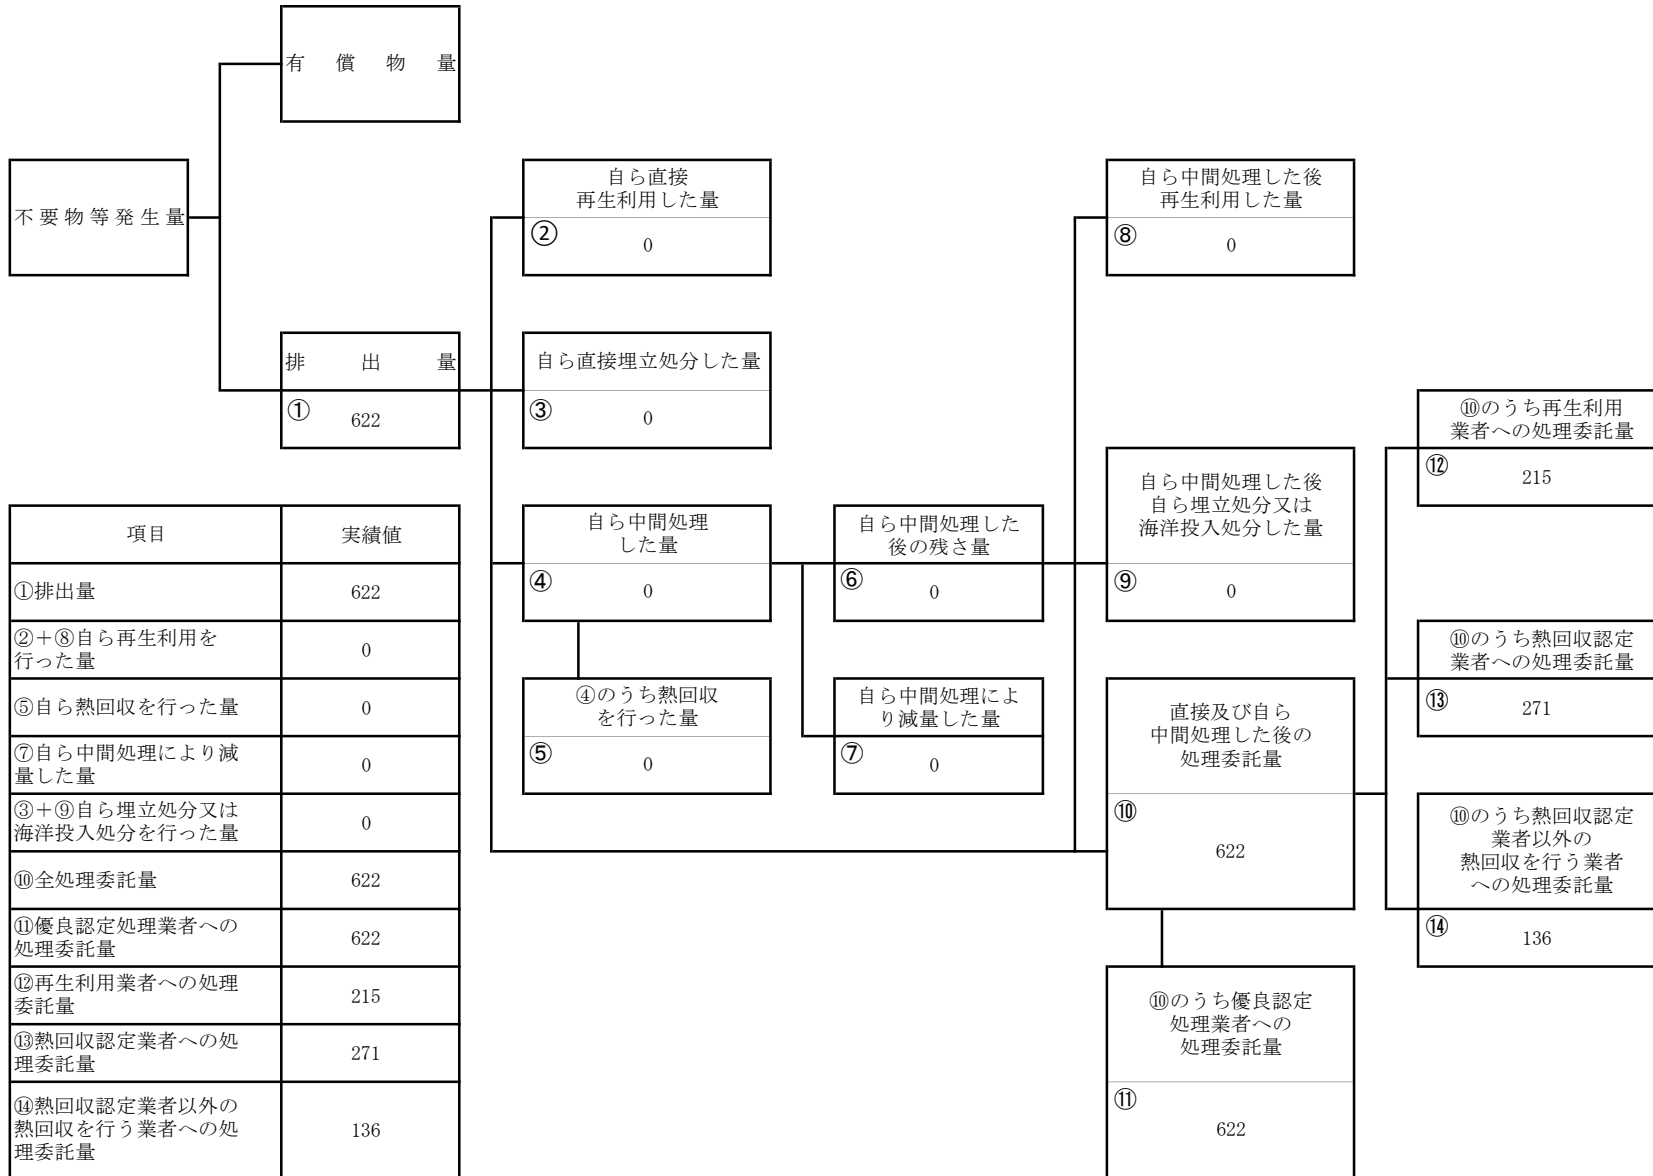 有償物量
不要物等発生量
排出量
①
622
自ら直接
再生利用した量
②
0
自ら直接埋立処分した量
③
0
自ら中間処理
した量
④
0
④のうち熱回収
を行った量
⑤
0
自ら中間処理した
後の残さ量
⑥
0
自ら中間処理によ
り減量した量
⑦
0
自ら中間処理した後
再生利用した量
⑧
0
自ら中間処理した後
自ら埋立処分又は
海洋投入処分した量
⑨
0
直接及び自ら
中間処理した後の
処理委託量
⑩
622
⑩のうち優良認定
処理業者への
処理委託量
⑪
622
⑩のうち再生利用
業者への処理委託量
⑫
215
⑩のうち熱回収認定
業者への処理委託量
⑬
271
⑩のうち熱回収認定
業者以外の
熱回収を行う業者
への処理委託量
⑭
136
項目 実績値
①排出量 622
②+⑧自ら再生利用を
行った量 0
⑤自ら熱回収を行った量 0
⑦自ら中間処理により減
量した量 0
③+⑨自ら埋立処分又は
海洋投入処分を行った量 0
⑩全処理委託量 622
⑪優良認定処理業者への
処理委託量 622
⑫再生利用業者への処理
委託量 215
⑬熱回収認定業者への処
理委託量 271
⑭熱回収認定業者以外の
熱回収を行う業者への処
理委託量 136